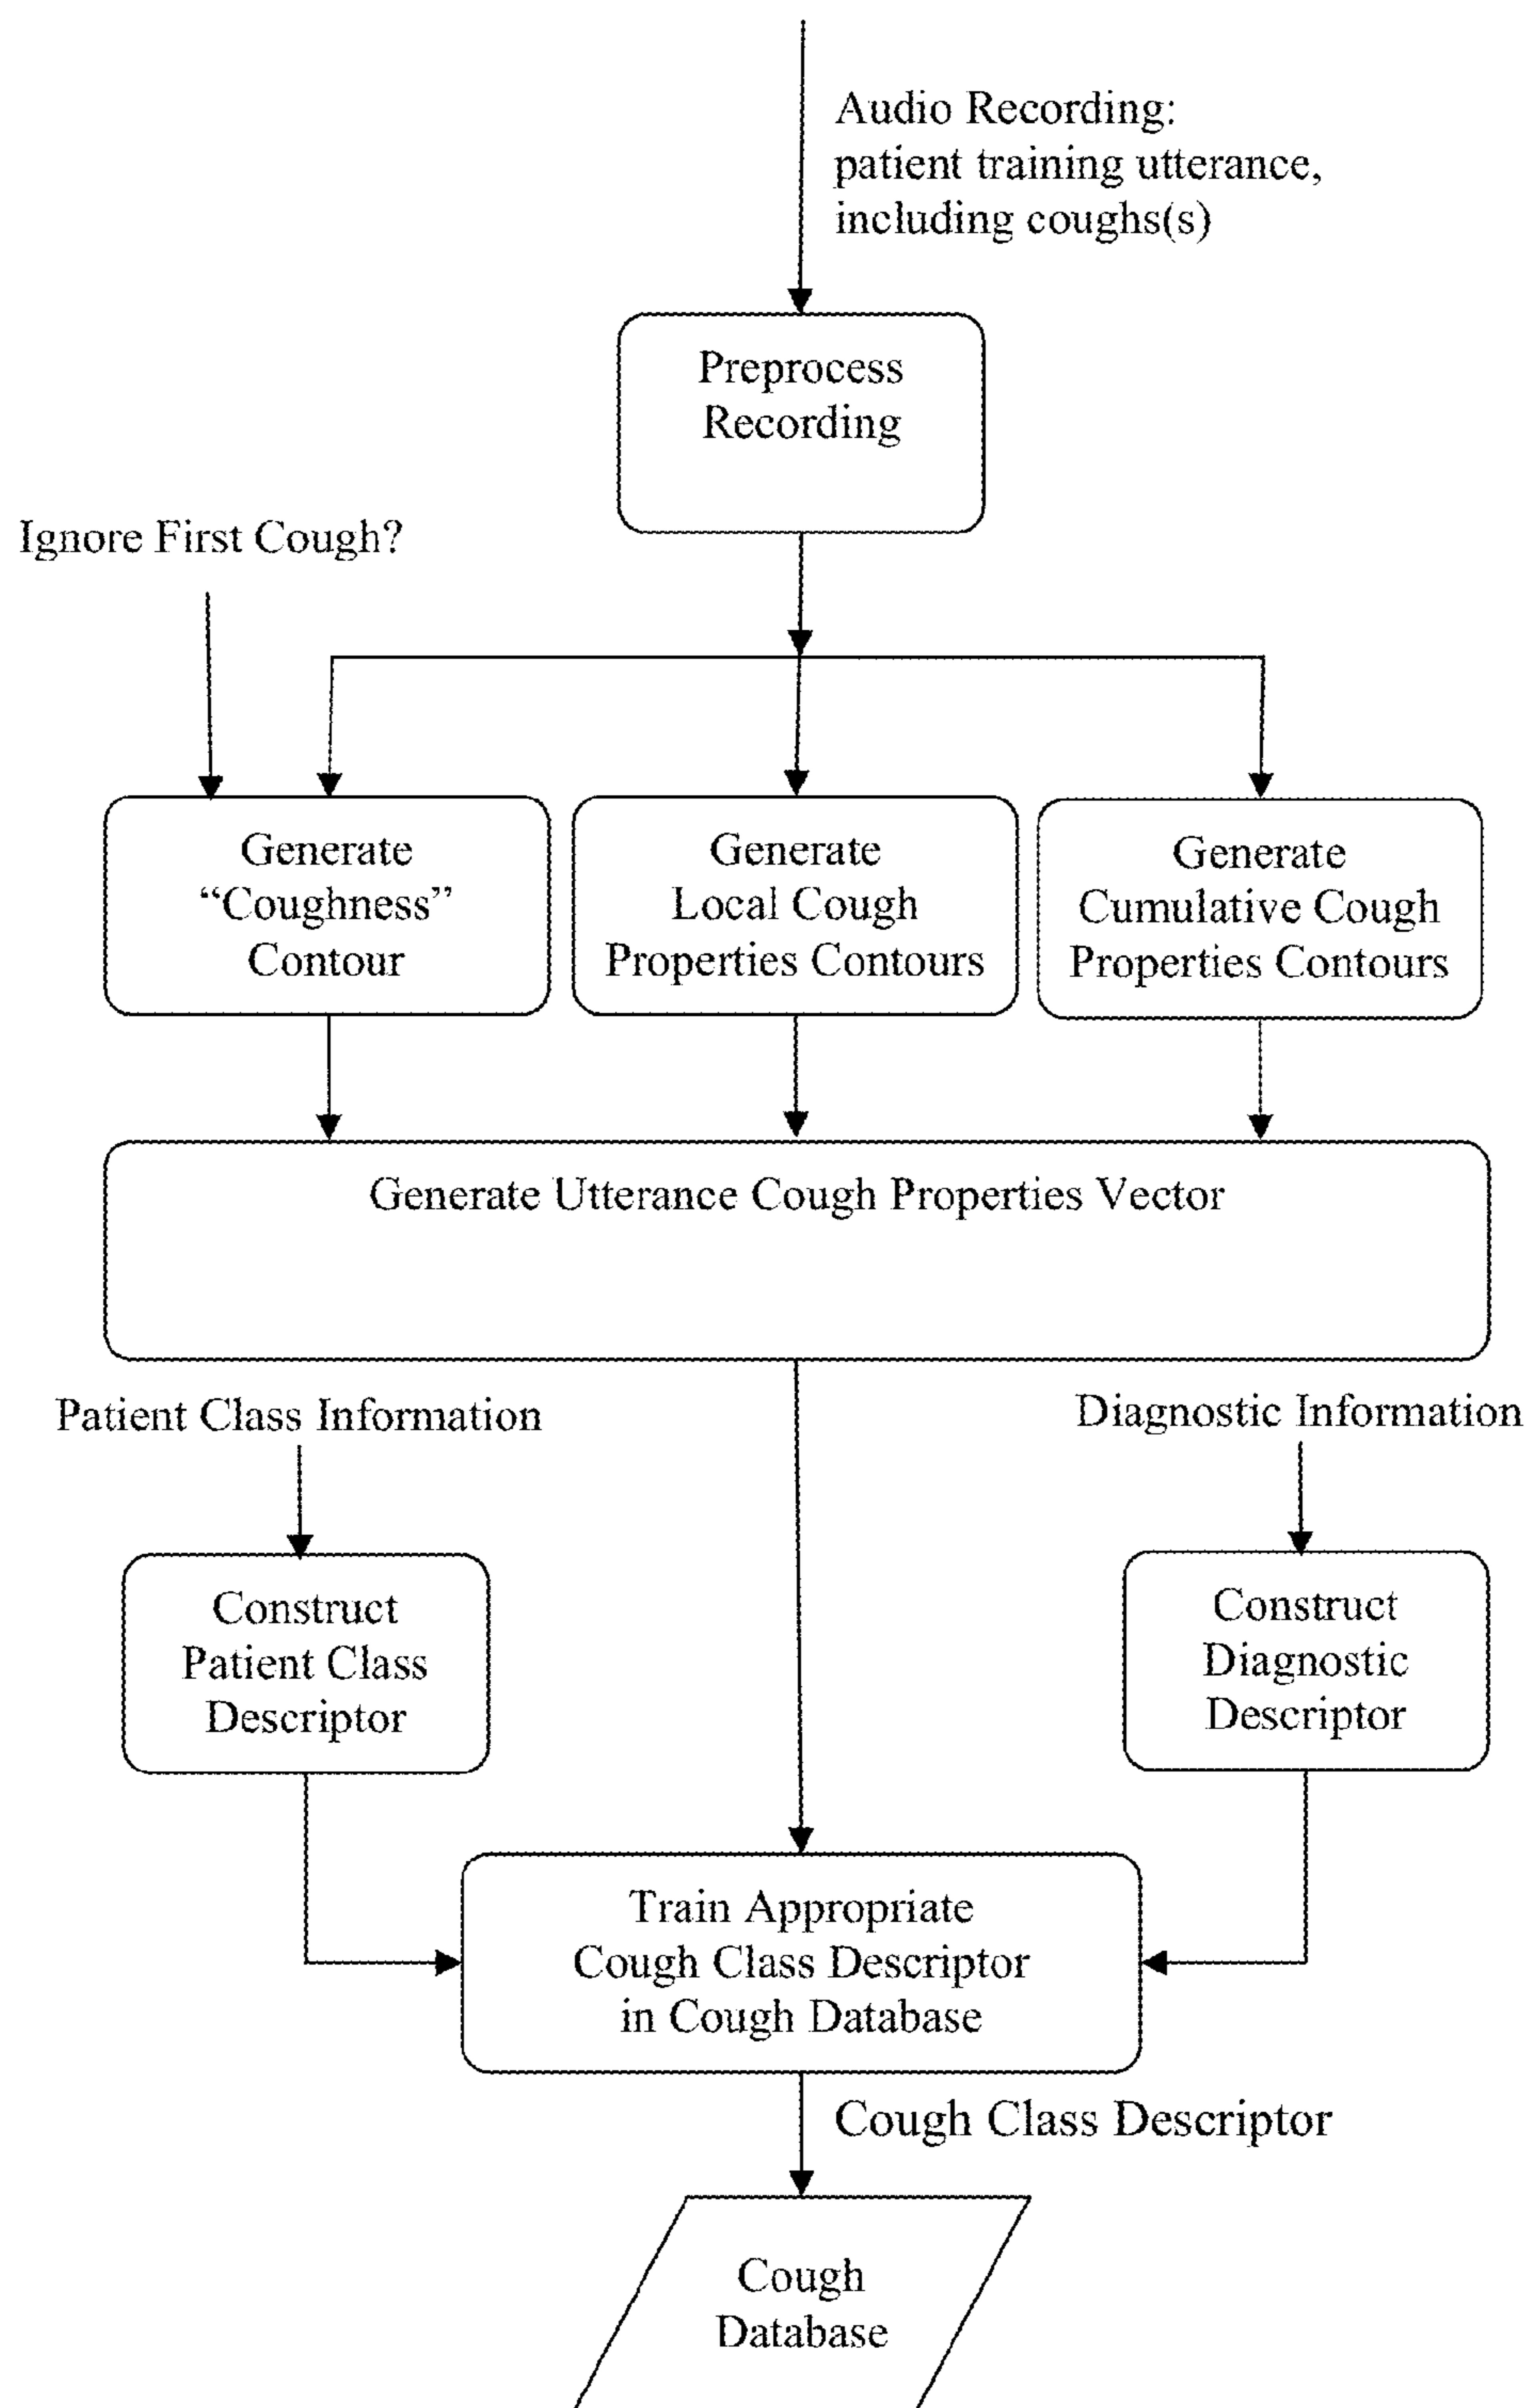 Audio Recording:
patient training utterance,
including coughs(s)
Preprocess
Recording
Ignore First Cough?
Generate
“Coughness”
Contour
Generate
Local Cough
Properties Contours
Generate
Cumulative Cough
Properties Contours
Generate Utterance Cough Properties Vector
Patient Class Information
Diagnostic Information
Construct
Patient Class
Descriptor
Construct
Diagnostic
Descriptor
Train Appropriate
Cough Class Descriptor
in Cough Database
Cough Class Descriptor
Cough
Database